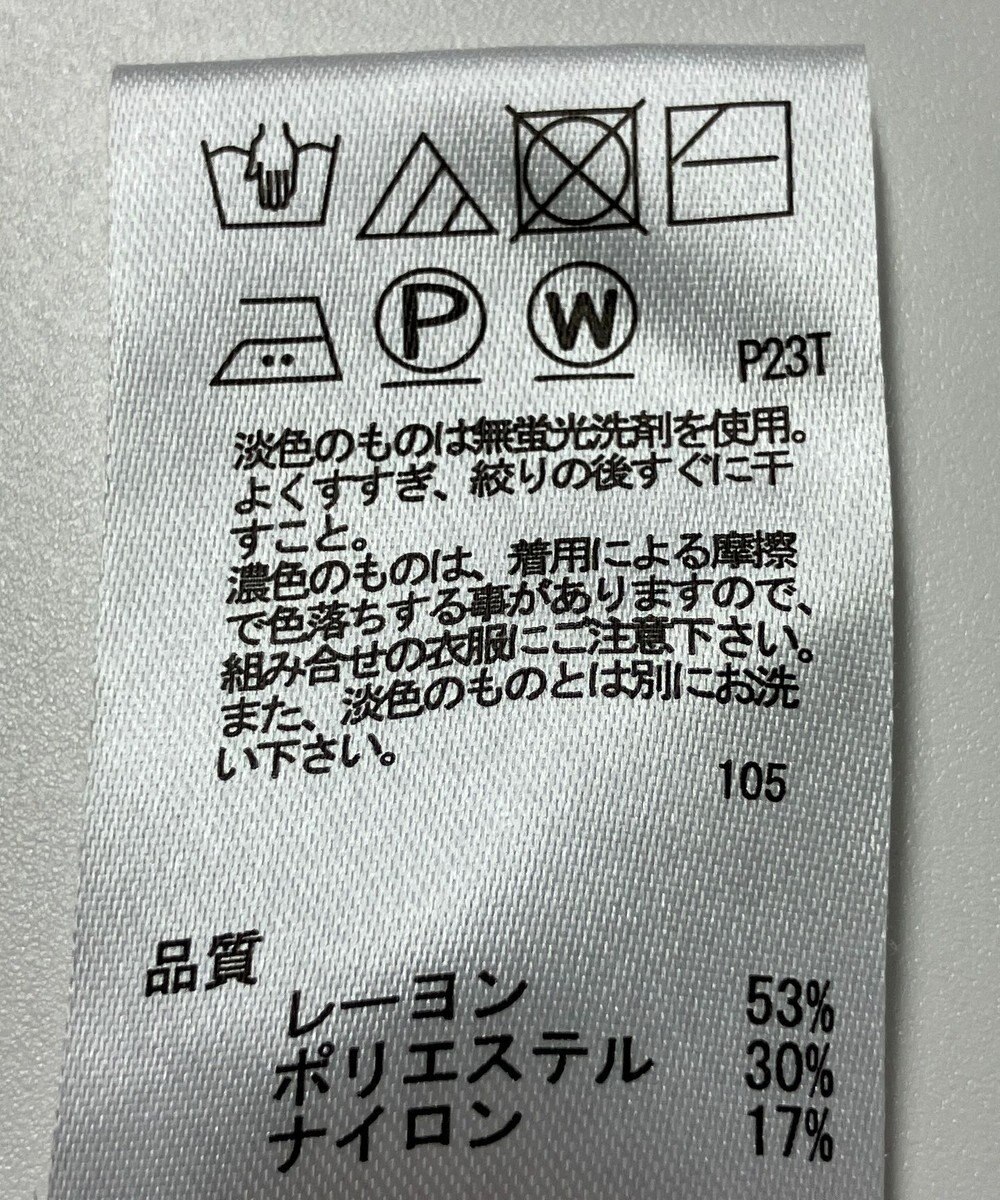 P W P23T
淡色のものは無蛍光洗剤を使用。
よくすすぎ、絞りの後すぐに干
すこと。
濃色のものは、着用による摩擦
で色落ちする事がありますので、
組み合せの衣服にご注意下さい。
また、淡色のものとは別にお洗
い下さい。
105
品質
レーヨン 53%
ポリエステル 30%
ナイロン 17%